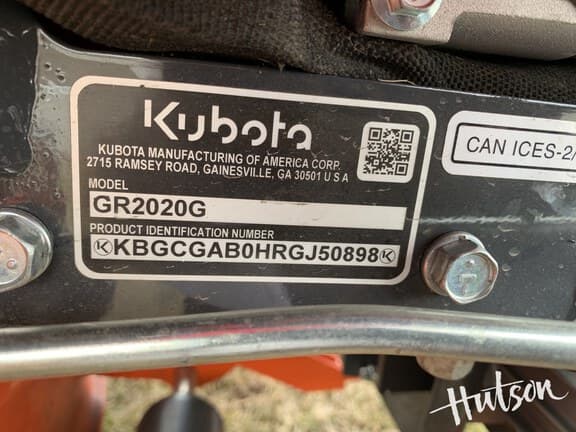 Kubota
KUBOTA MANUFACTURING OF AMERICA CORP.
2715 RAMSEY ROAD, GAINESVILLE, GA 30501 U S A
MODEL
GR2020G
PRODUCT IDENTIFICATION NUMBER
KBGCGAB0HRGJ50898
CAN ICES-2/
Hutson